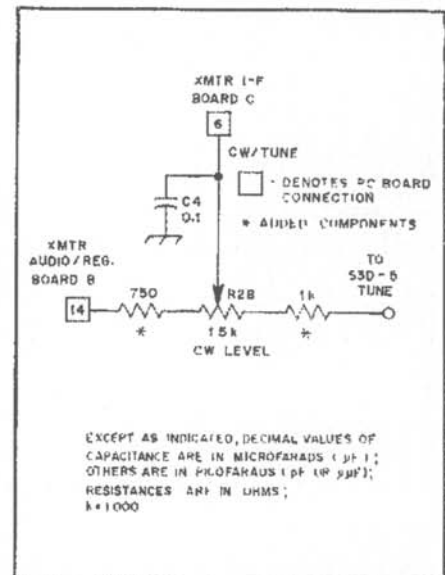 XMTR I-F
BOARD C
6
CW/TUNE
- DENOTES PC BOARD
CONNECTION
* ADDED COMPONENTS
C4
0.1
XMTR
AUDIO/REG.
BOARD B
14
750
*
R28
15k
CW LEVEL
1k
*
TO
S3D-6
TUNE
EXCEPT AS INDICATED, DECIMAL VALUES OF
CAPACITANCE ARE IN MICROFARADS (µF);
OTHERS ARE IN PICOFARADS (pF OR µµF);
RESISTANCES ARE IN OHMS;
k=1000